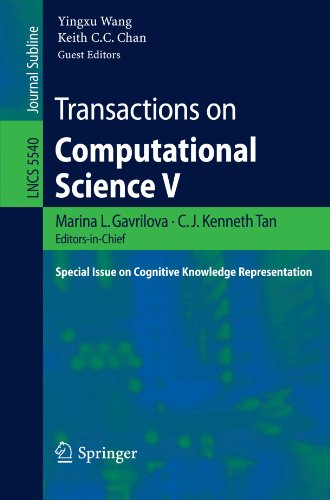 Yingxu Wang
Keith C.C. Chan
Guest Editors
Journal Subline
LNCS 5540
Transactions on
Computational
Science V
Marina L. Gavrilova · C. J. Kenneth Tan
Editors-in-Chief
Special Issue on Cognitive Knowledge Representation
Springer